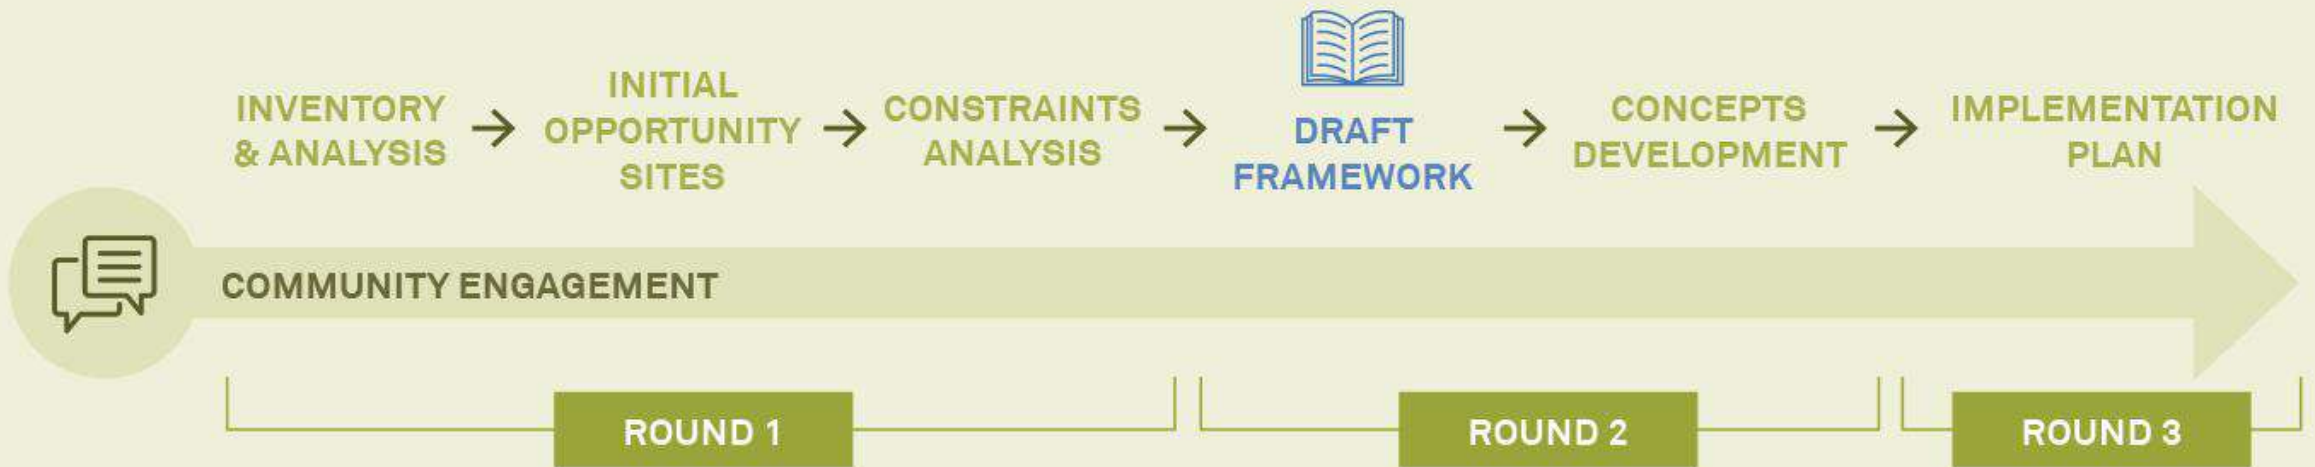 INVENTORY
& ANALYSIS
INITIAL
OPPORTUNITY
SITES
CONSTRAINTS
ANALYSIS
DRAFT
FRAMEWORK
CONCEPTS
DEVELOPMENT
IMPLEMENTATION
PLAN
COMMUNITY ENGAGEMENT
ROUND 1
ROUND 2
ROUND 3